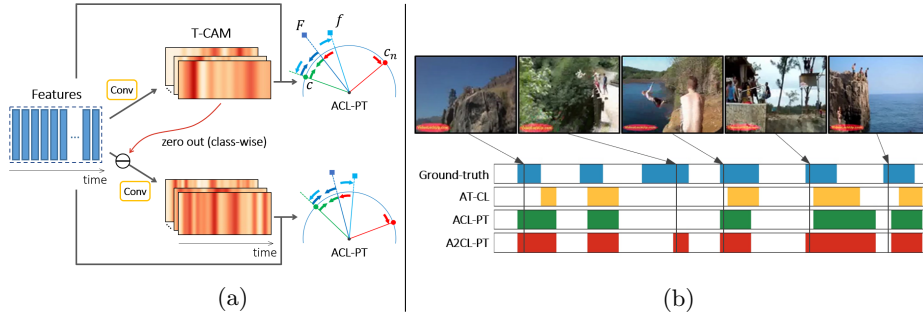 T-CAM
F
f
c_n
c
Conv
ACL-PT
Features
...
zero out (class-wise)
time
Conv
time
ACL-PT
(a)
Ground-truth
AT-CL
ACL-PT
A2CL-PT
(b)